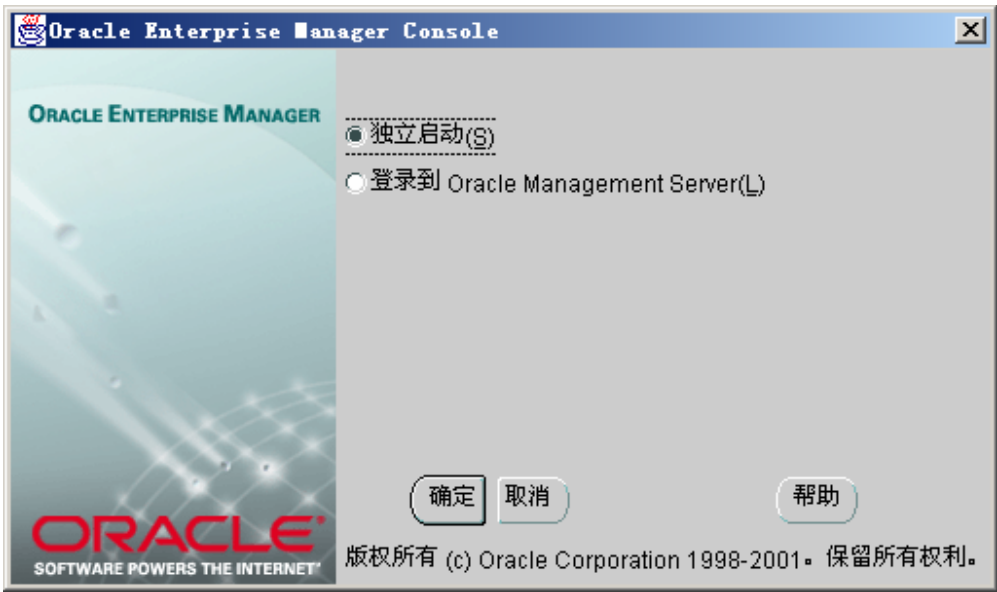 Oracle Enterprise Manager Console
ORACLE ENTERPRISE MANAGER
独立启动(S)
登录到 Oracle Management Server(L)
确定 取消 帮助
ORACLE®
SOFTWARE POWERS THE INTERNET™
版权所有 (c) Oracle Corporation 1998-2001。保留所有权利。